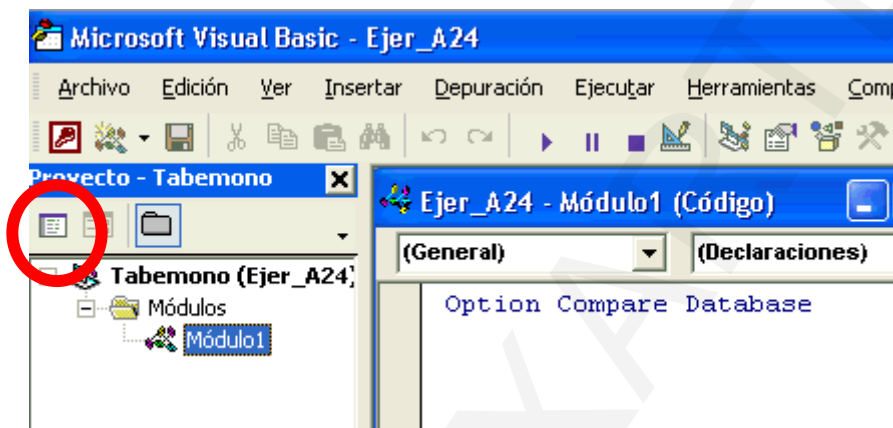 Microsoft Visual Basic - Ejer_A24
Archivo Edición Ver Insertar Depuración Ejecutar Herramientas Comp
Proyecto - Tabemono
Ejer_A24 - Módulo1 (Código)
(General) (Declaraciones)
Tabemono (Ejer_A24)
Módulos
Módulo1
Option Compare Database